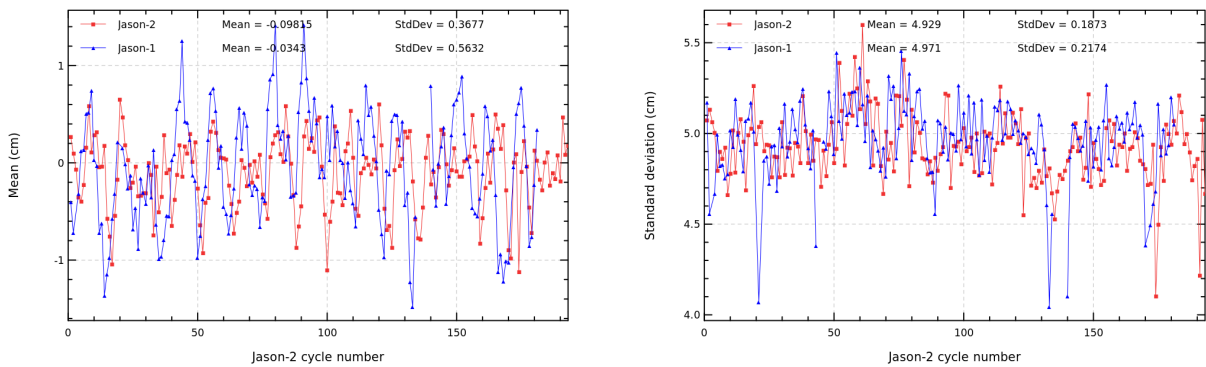 Jason-2 Mean = -0.09815 StdDev = 0.3677
Jason-1 Mean = -0.0343 StdDev = 0.5632
1
0
-1
Mean (cm)
0 50 100 150
Jason-2 cycle number
Jason-2 Mean = 4.929 StdDev = 0.1873
Jason-1 Mean = 4.971 StdDev = 0.2174
5.5
5.0
4.5
4.0
Standard deviation (cm)
0 50 100 150
Jason-2 cycle number